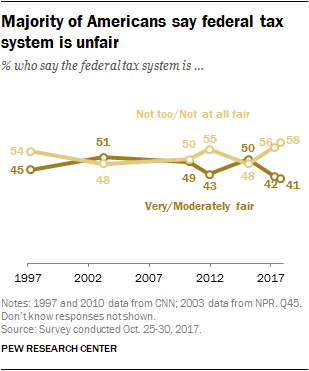 Majority of Americans say federal tax
system is unfair
% who say the federal tax system is ...
Not too/Not at all fair
54
45
51
48
50
49
55
43
50
48
56
42
58
41
Very/Moderately fair
1997
2002
2007
2012
2017
Notes: 1997 and 2010 data from CNN; 2003 data from NPR. Q45.
Don't know responses not shown.
Source: Survey conducted Oct. 25-30, 2017.
PEW RESEARCH CENTER